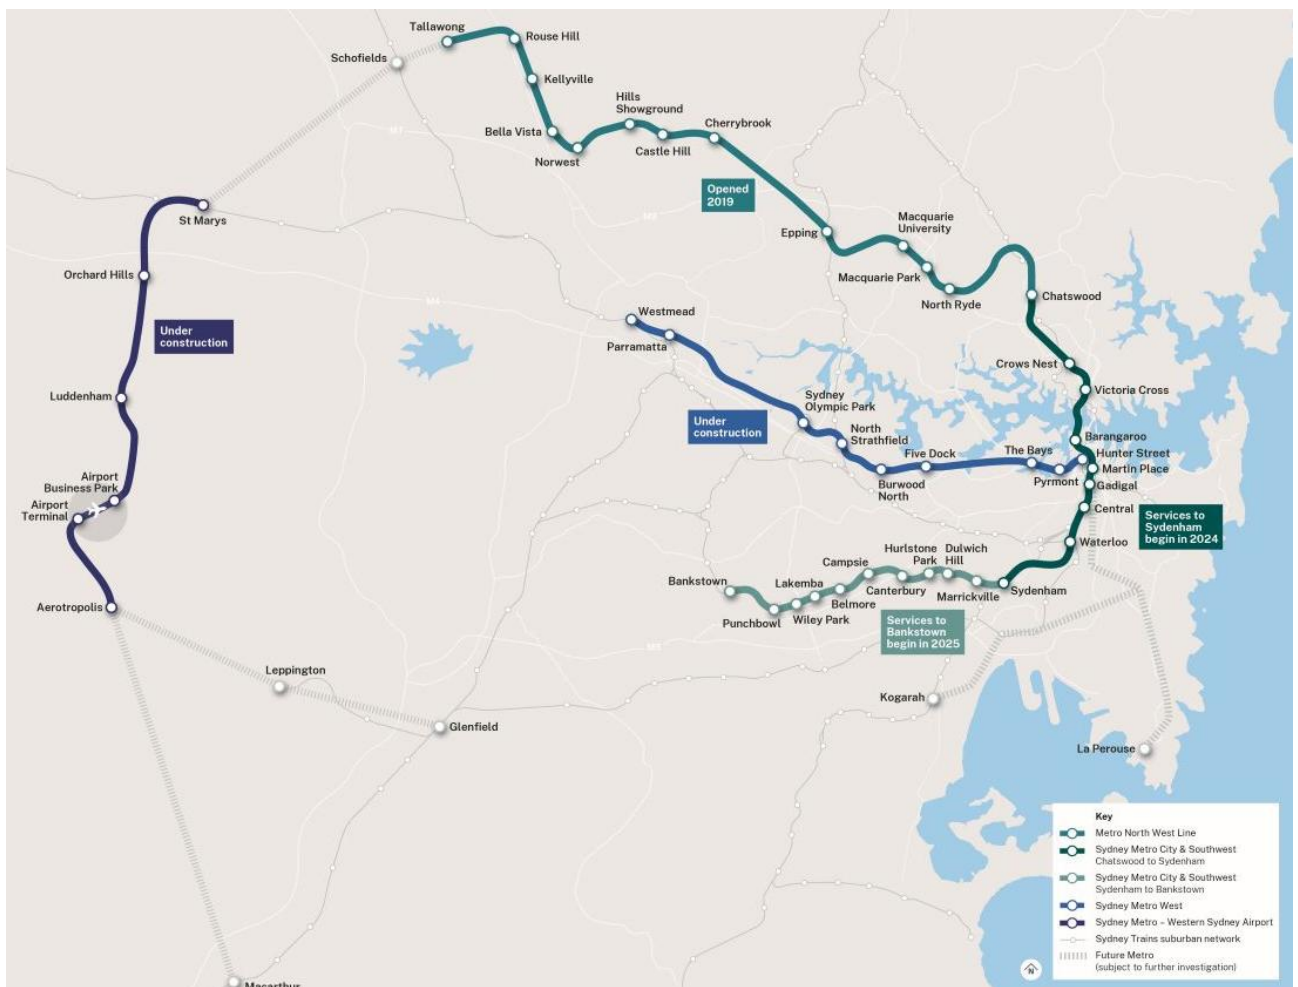 Tallawong
Rouse Hill
Schofields
Kellyville
Hills
Showground
Cherrybrook
Bella Vista
Castle Hill
Norwest
M7
Opened
2019
M2
St Marys
Macquarie
University
Epping
Orchard Hills
Macquarie Park
North Ryde
Chatswood
M4
Westmead
Under
construction
Parramatta
Crows Nest
Victoria Cross
Luddenham
Sydney
Olympic Park
Under
construction
North
Strathfield
Barangaroo
Five Dock
The Bays
Hunter Street
Martin Place
Airport
Business Park
Burwood
North
Pyrmont
Gadigal
Airport
Terminal
Central
Services to
Sydenham
begin in 2024
Waterloo
Hurlstone
Park
Dulwich
Hill
Campsie
Bankstown
Lakemba
Canterbury
Sydenham
Marrickville
Belmore
Wiley Park
Punchbowl
Aerotropolis
Services to
Bankstown
begin in 2025
M5
Leppington
Kogarah
Glenfield
La Perouse
Key
Metro North West Line
Sydney Metro City & Southwest
Chatswood to Sydenham
Sydney Metro City & Southwest
Sydenham to Bankstown
Sydney Metro West
Sydney Metro – Western Sydney Airport
Sydney Trains suburban network
Future Metro
(subject to further investigation)
N
Macarthur